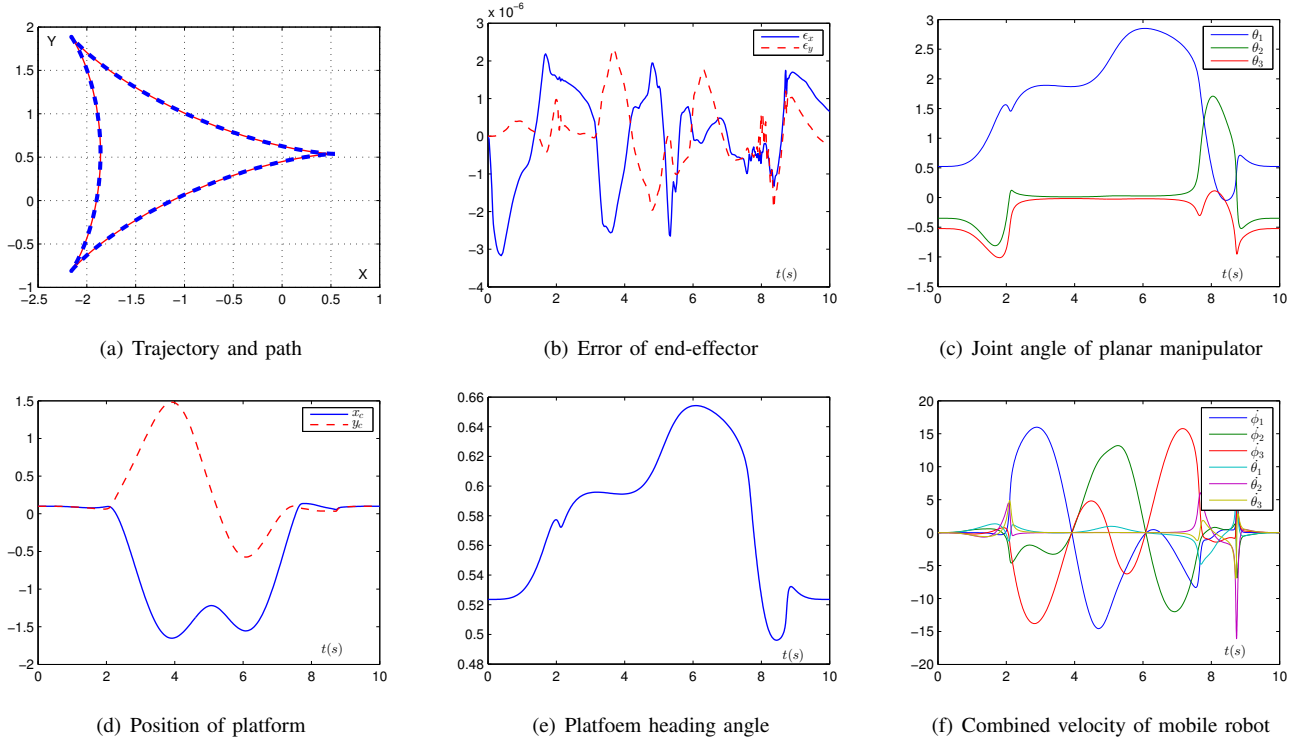 2
1.5
1
0.5
0
−0.5
−1
−2.5 −2 −1.5 −1 −0.5 0 0.5 1
Y
X
(a) Trajectory and path
x 10⁻⁶
3
2
1
0
−1
−2
−3
−4
0 2 4 6 8 10
ϵx
ϵy
t(s)
(b) Error of end-effector
3
2.5
2
1.5
1
0.5
0
−0.5
−1
−1.5
0 2 4 6 8 10
θ1
θ2
θ3
t(s)
(c) Joint angle of planar manipulator
1.5
1
0.5
0
−0.5
−1
−1.5
−2
0 2 4 6 8 10
xc
yc
t(s)
(d) Position of platform
0.66
0.64
0.62
0.6
0.58
0.56
0.54
0.52
0.5
0.48
0 2 4 6 8 10
t(s)
(e) Platfoem heading angle
20
15
10
5
0
−5
−10
−15
−20
0 2 4 6 8 10
ϕ̇1
ϕ̇2
ϕ̇3
θ̇1
θ̇2
θ̇3
t(s)
(f) Combined velocity of mobile robot